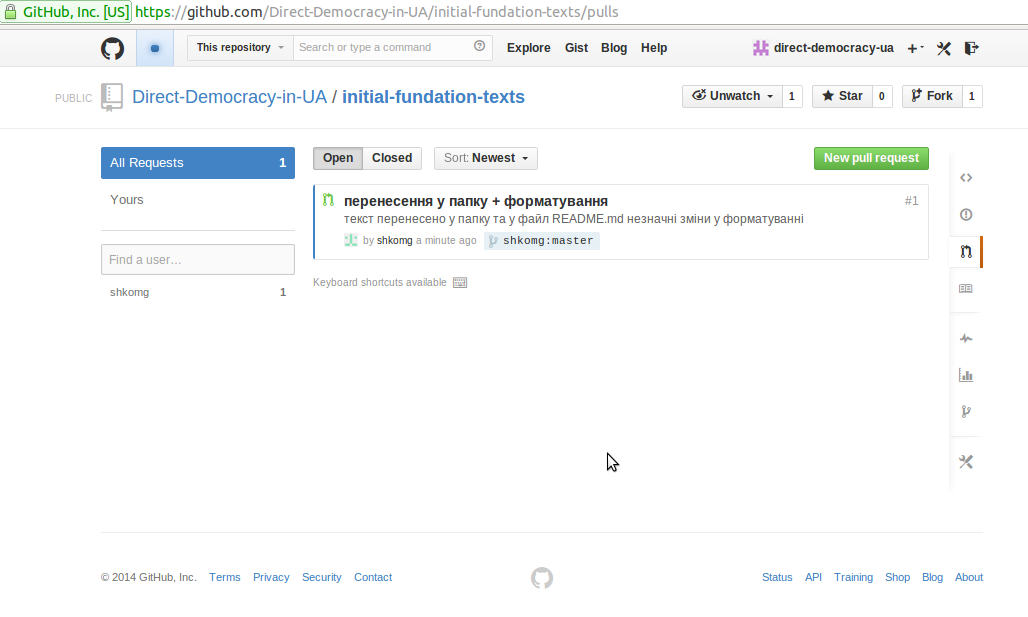 GitHub, Inc. [US] https://github.com/Direct-Democracy-in-UA/initial-fundation-texts/pulls
This repository Search or type a command Explore Gist Blog Help direct-democracy-ua
PUBLIC Direct-Democracy-in-UA / initial-fundation-texts Unwatch 1 Star 0 Fork 1
All Requests 1
Yours
Find a user...
shkomg 1
Open Closed Sort: Newest New pull request
перенесення у папку + форматування #1
текст перенесено у папку та у файл README.md незначні зміни у форматуванні
by shkomg a minute ago shkomg:master
Keyboard shortcuts available
© 2014 GitHub, Inc. Terms Privacy Security Contact Status API Training Shop Blog About